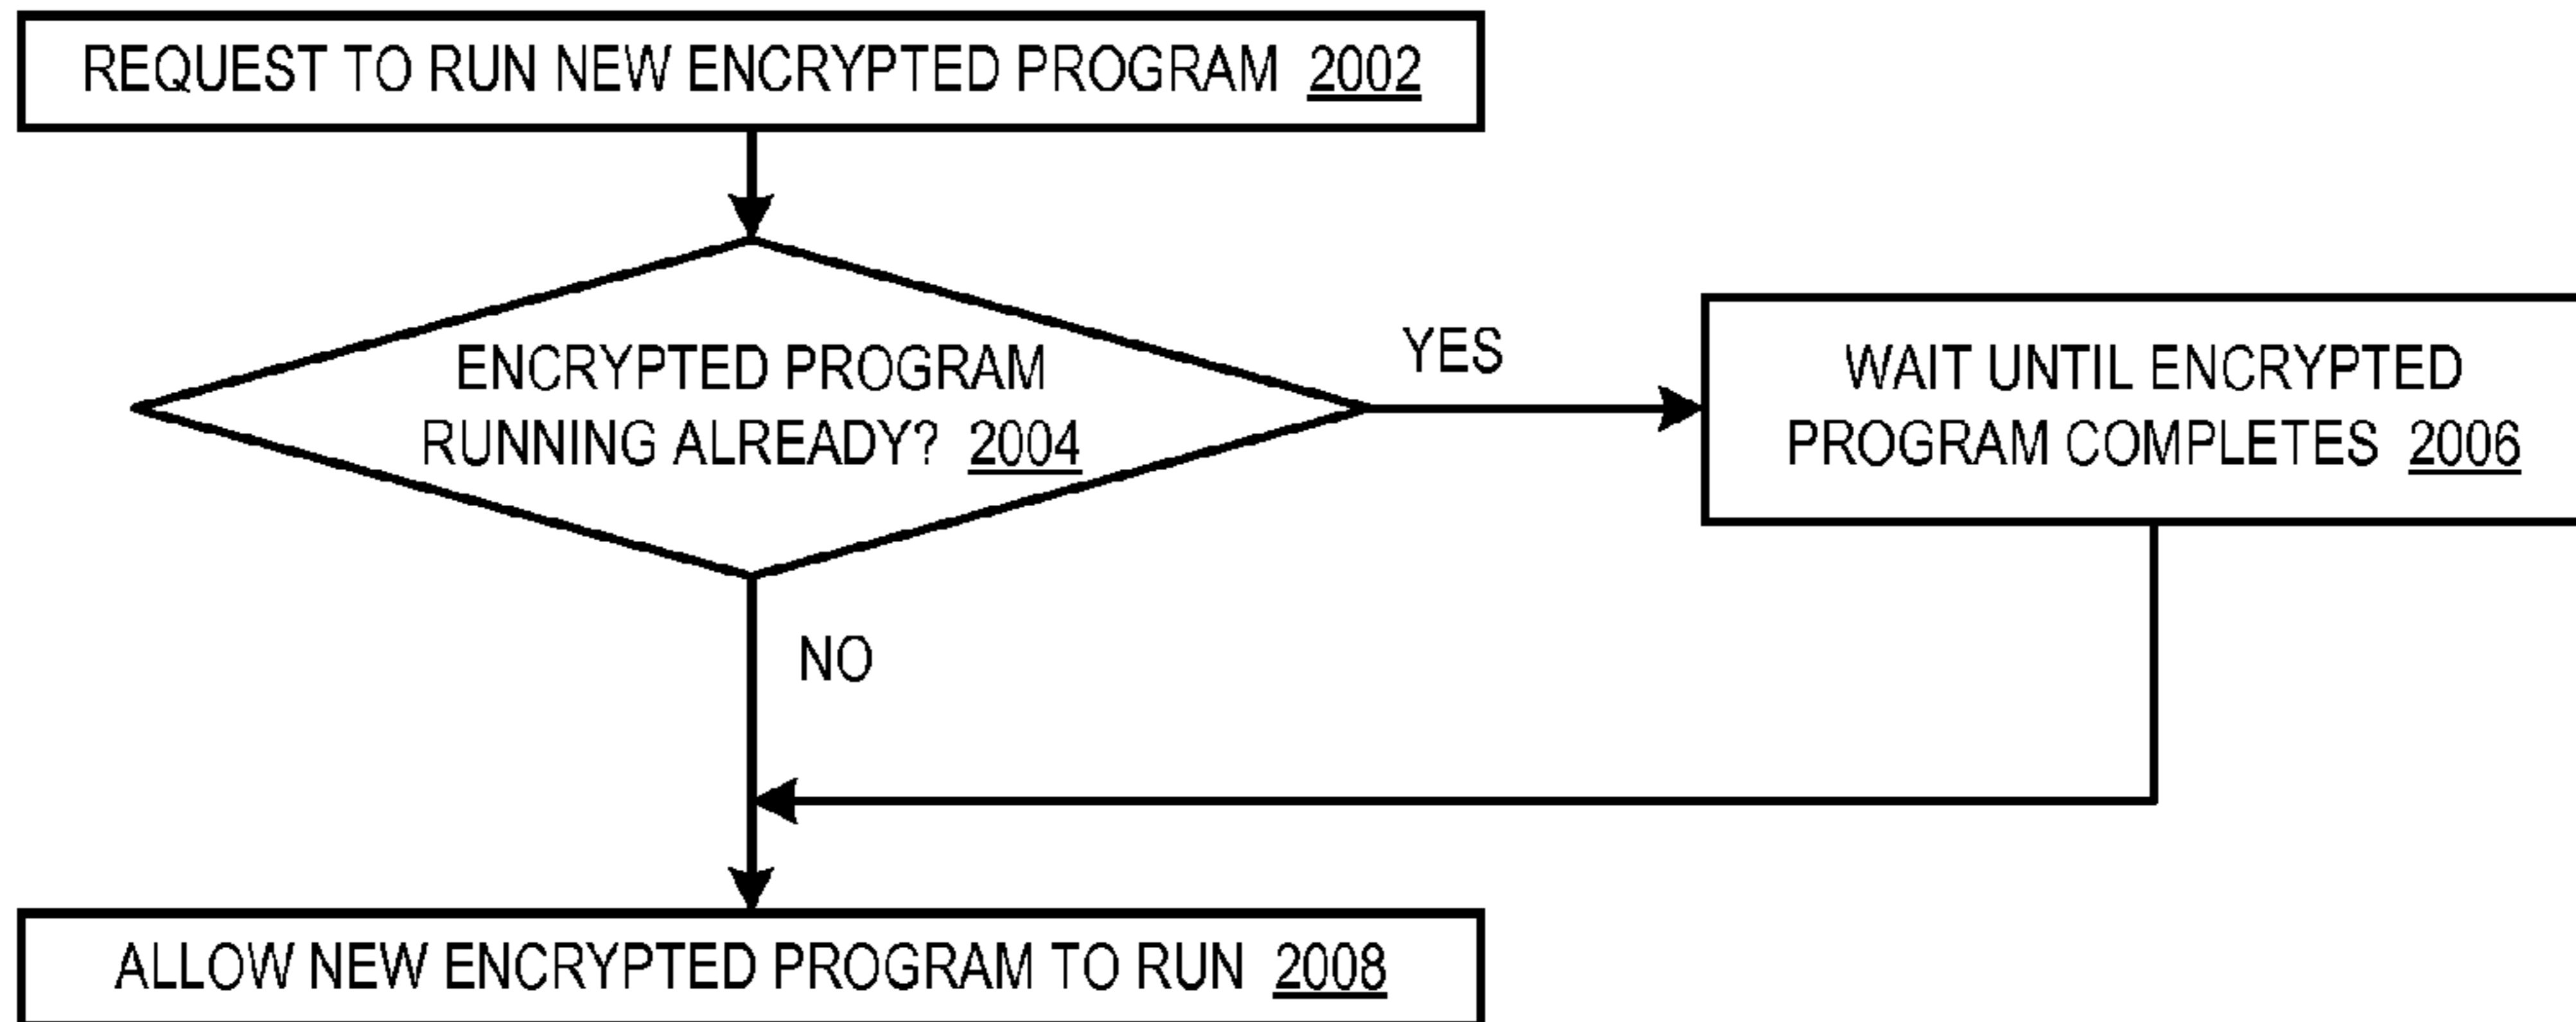 REQUEST TO RUN NEW ENCRYPTED PROGRAM 2002
ENCRYPTED PROGRAM
RUNNING ALREADY? 2004
YES
WAIT UNTIL ENCRYPTED
PROGRAM COMPLETES 2006
NO
ALLOW NEW ENCRYPTED PROGRAM TO RUN 2008